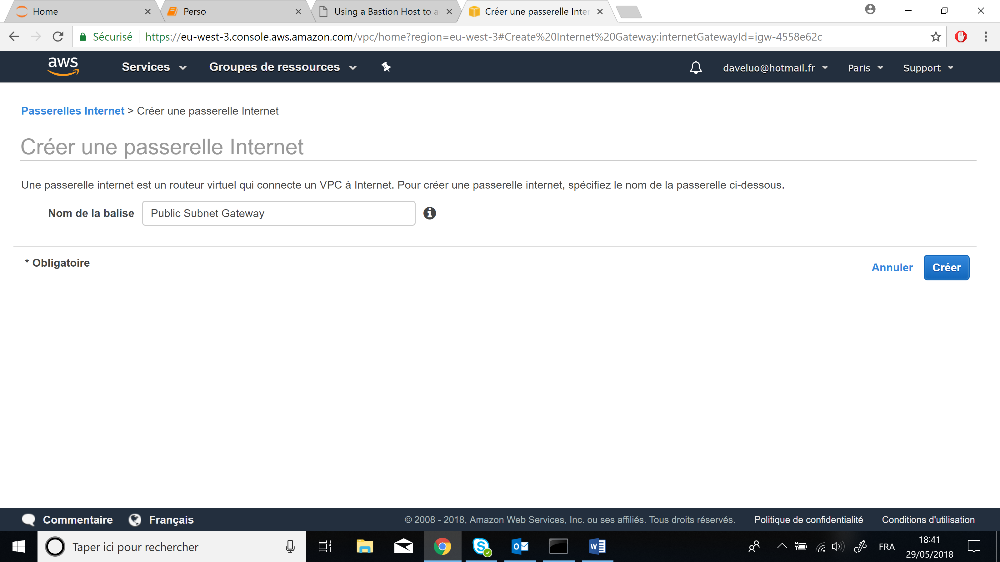 Home
Perso
Using a Bastion Host to a
Créer une passerelle Inter
Sécurisé
https://eu-west-3.console.aws.amazon.com/vpc/home?region=eu-west-3#Create%20Internet%20Gateway:internetGatewayId=igw-4558e62c
aws
Services
Groupes de ressources
daveluo@hotmail.fr
Paris
Support
Passerelles Internet > Créer une passerelle Internet
Créer une passerelle Internet
Une passerelle internet est un routeur virtuel qui connecte un VPC à Internet. Pour créer une passerelle internet, spécifiez le nom de la passerelle ci-dessous.
Nom de la balise
Public Subnet Gateway
* Obligatoire
Annuler
Créer
Commentaire
Français
© 2008 - 2018, Amazon Web Services, Inc. ou ses affiliés. Tous droits réservés.
Politique de confidentialité
Conditions d'utilisation
Taper ici pour rechercher
FRA
18:41
29/05/2018